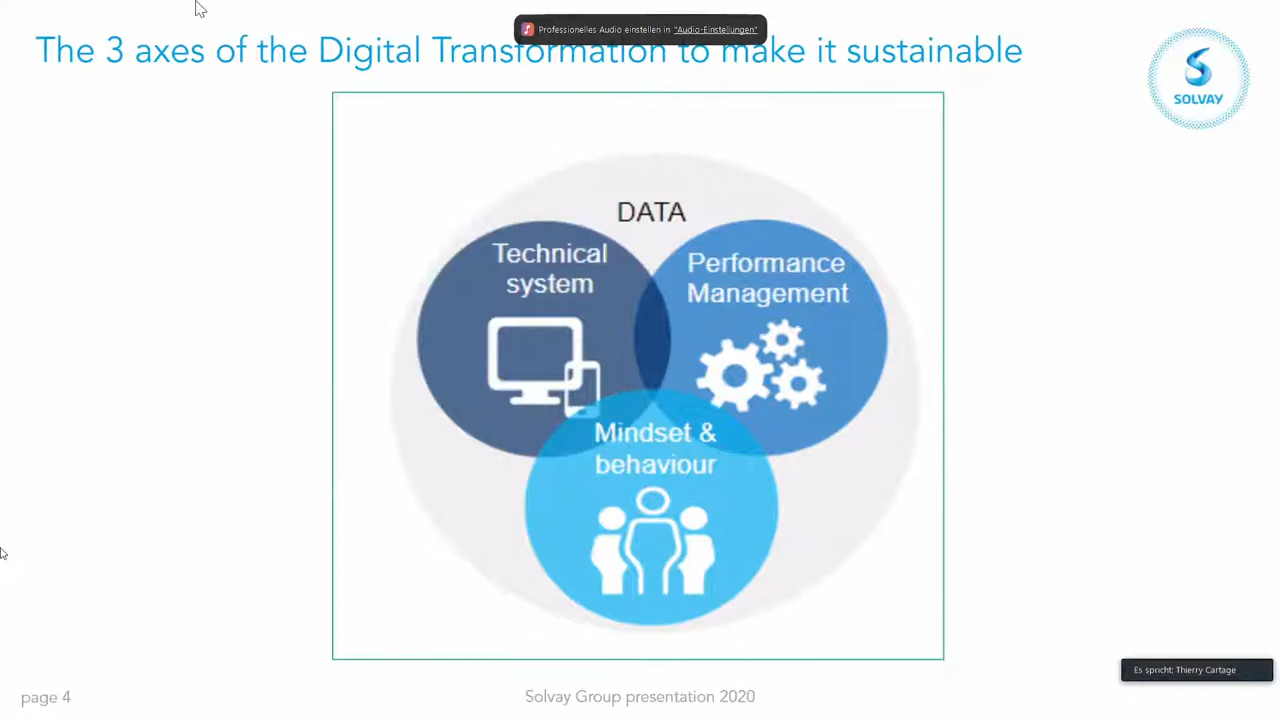 Professionelles Audio einstellen in "Audio-Einstellungen"
The 3 axes of the Digital Transformation to make it sustainable
SOLVAY
DATA
Technical
system
Performance
Management
Mindset &
behaviour
Es spricht: Thierry Cartage
page 4
Solvay Group presentation 2020